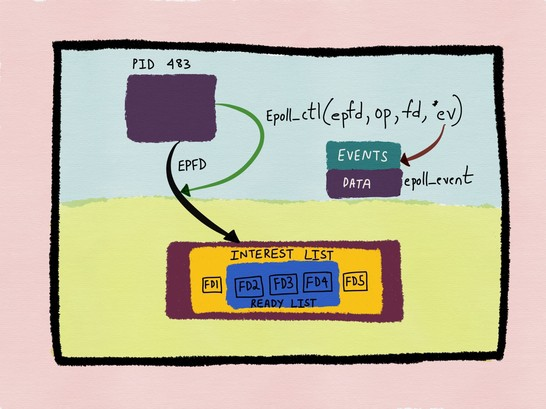 PID 483
Epoll_ctl(epfd, op, fd, *ev)
EPFD
EVENTS
DATA
epoll_event
INTEREST LIST
FD1 FD2 FD3 FD4 FD5
READY LIST